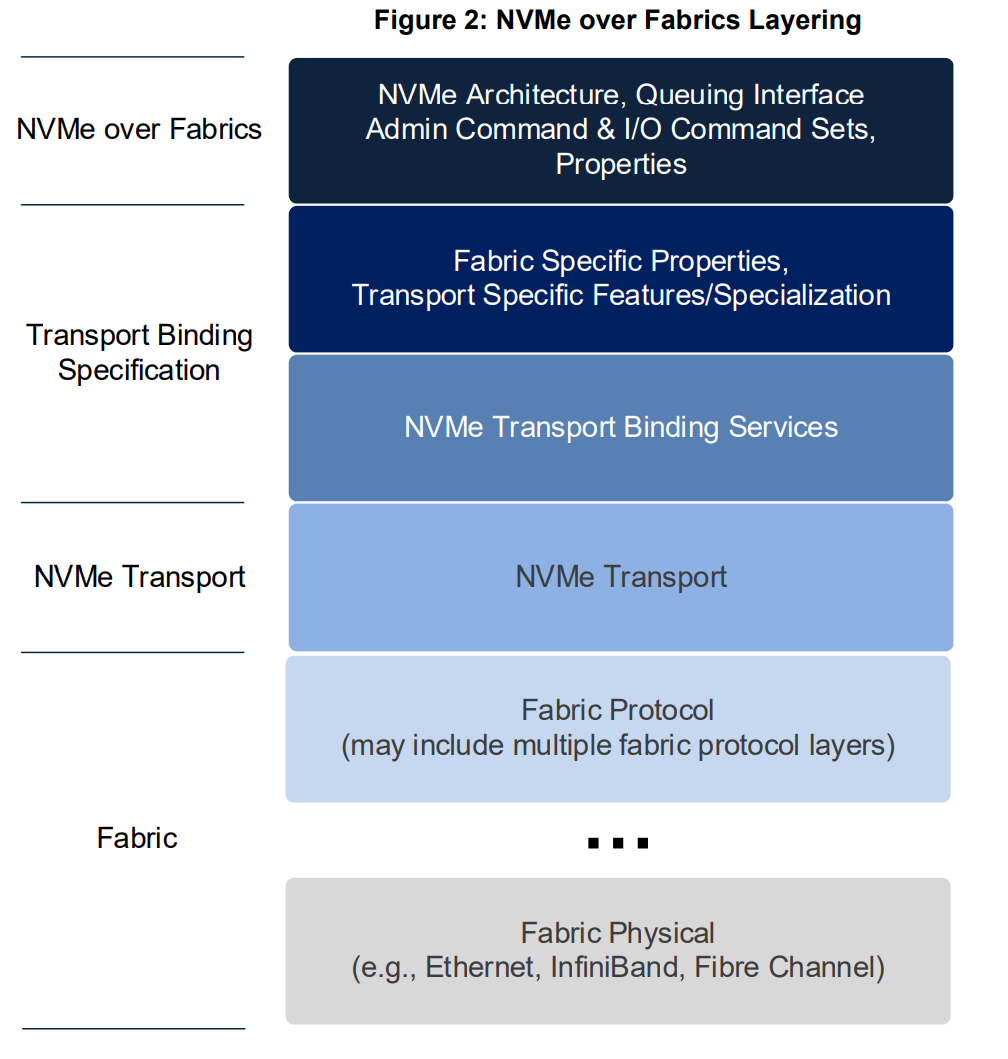 Figure 2: NVMe over Fabrics Layering
NVMe over Fabrics
NVMe Architecture, Queuing Interface
Admin Command & I/O Command Sets,
Properties
Transport Binding
Specification
Fabric Specific Properties,
Transport Specific Features/Specialization
NVMe Transport Binding Services
NVMe Transport
NVMe Transport
Fabric
Fabric Protocol
(may include multiple fabric protocol layers)
...
Fabric Physical
(e.g., Ethernet, InfiniBand, Fibre Channel)